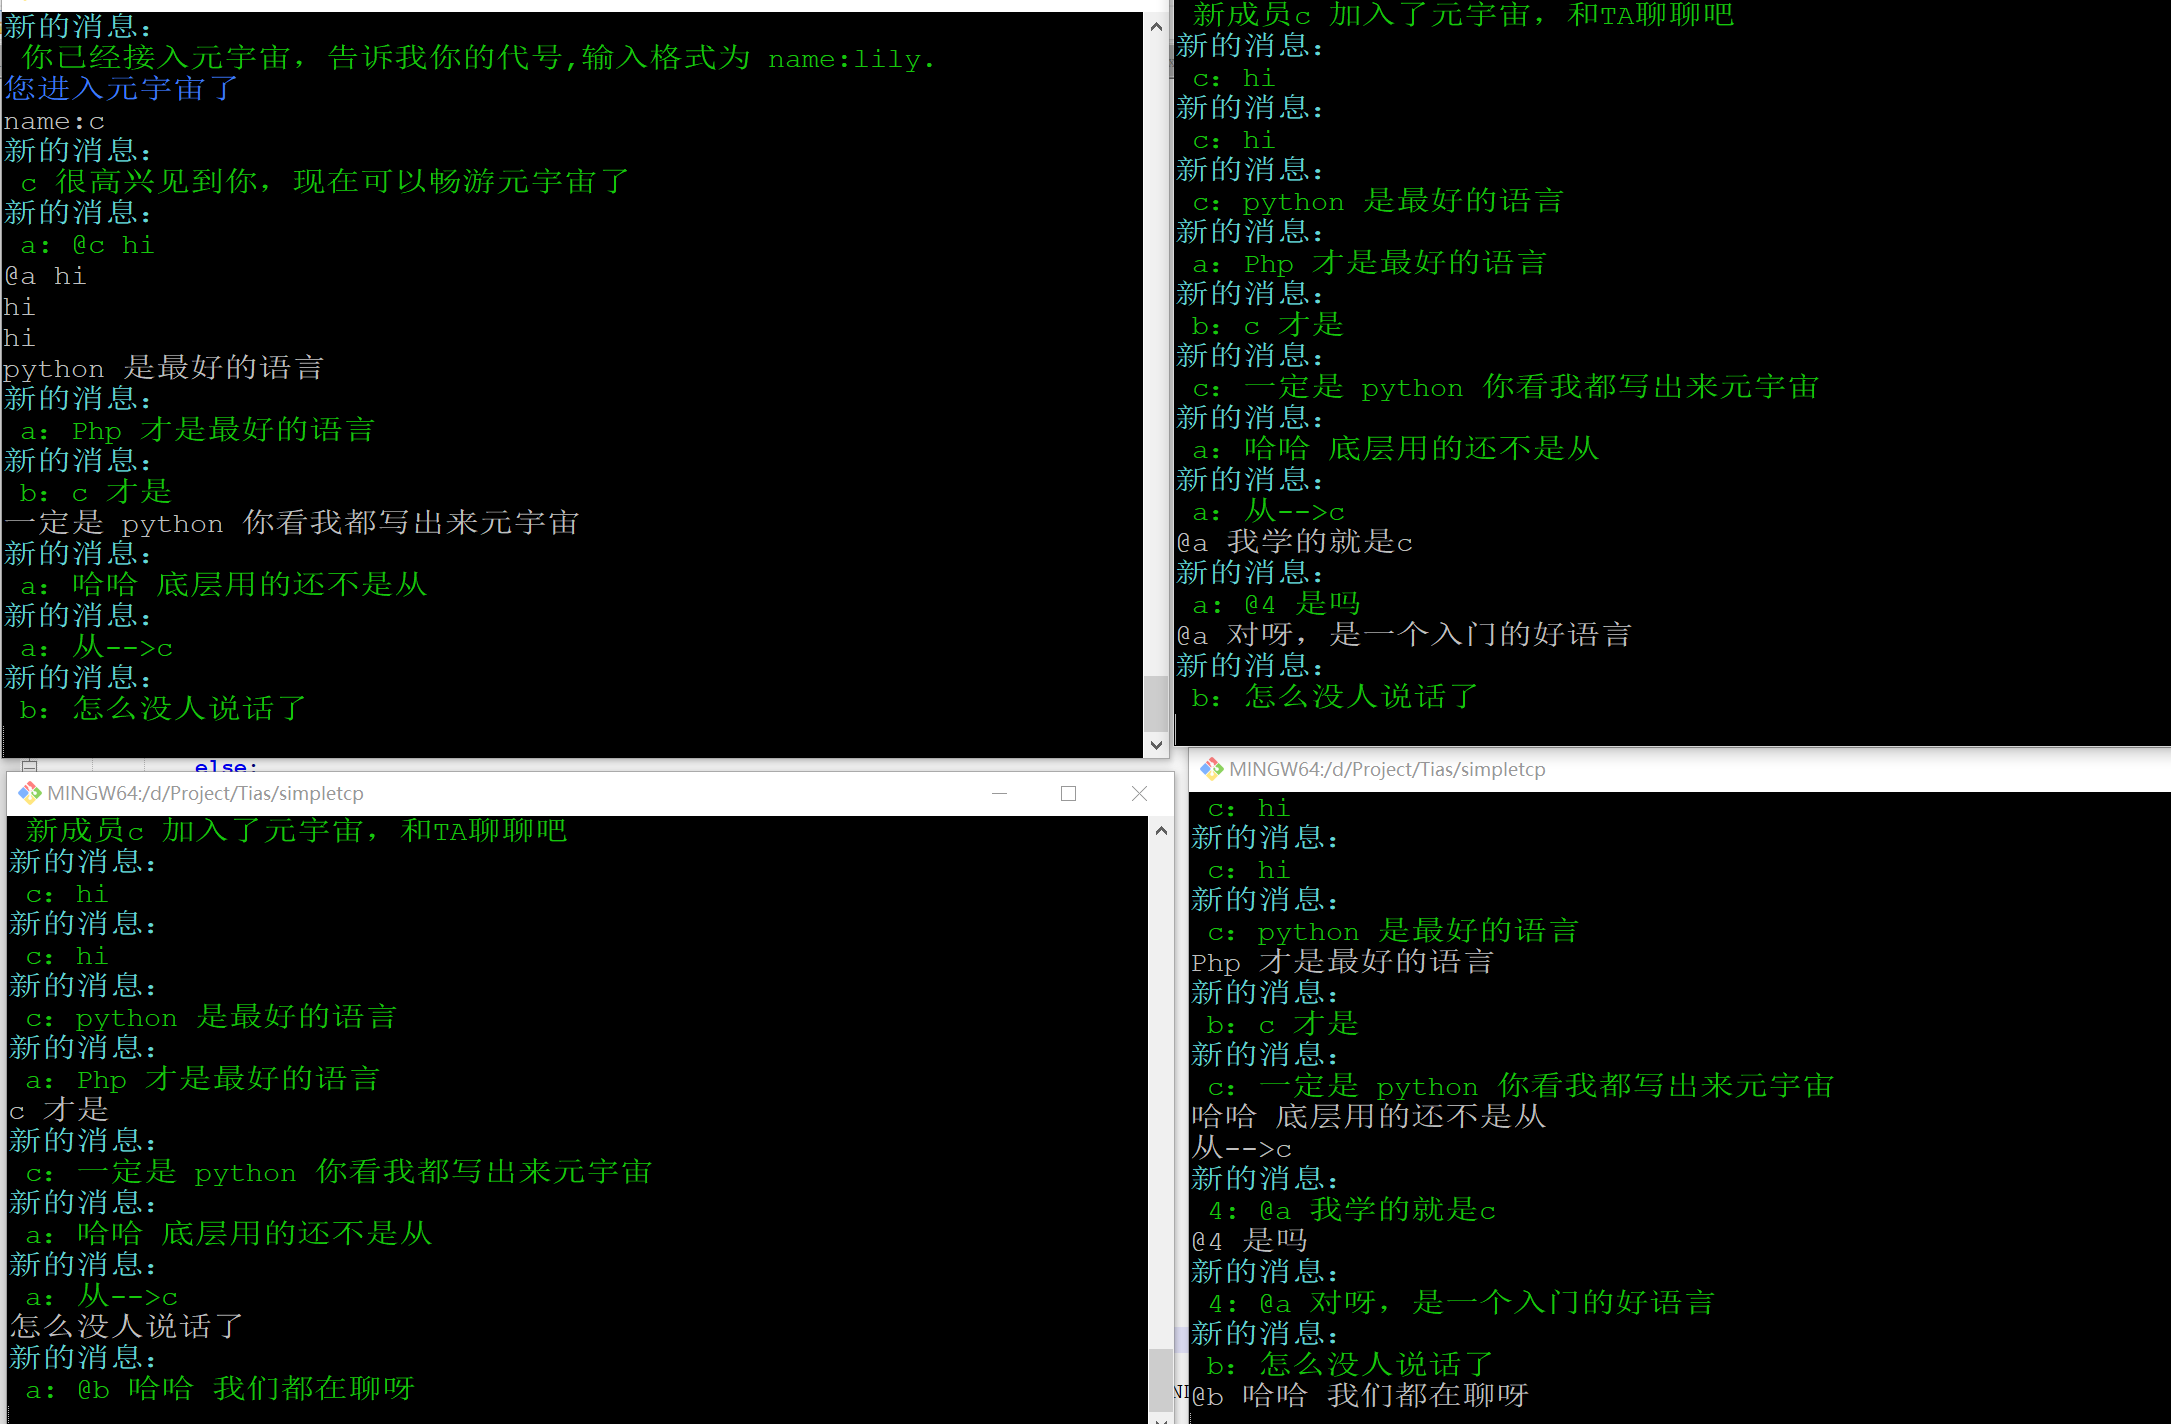 新的消息：
你已经接入元宇宙，告诉我你的代号,输入格式为 name:lily.
您进入元宇宙了
name:c
新的消息：
c 很高兴见到你，现在可以畅游元宇宙了
新的消息：
a: @c hi
@a hi
hi
hi
python 是最好的语言
新的消息：
a: Php 才是最好的语言
新的消息：
b: c 才是
一定是 python 你看我都写出来元宇宙
新的消息：
a: 哈哈 底层用的还不是从
新的消息：
a: 从-->c
新的消息：
b: 怎么没人说话了
新成员c 加入了元宇宙，和TA聊聊吧
新的消息：
c: hi
新的消息：
c: hi
新的消息：
c: python 是最好的语言
新的消息：
a: Php 才是最好的语言
新的消息：
b: c 才是
新的消息：
c: 一定是 python 你看我都写出来元宇宙
新的消息：
a: 哈哈 底层用的还不是从
新的消息：
a: 从-->c
@a 我学的就是c
新的消息：
a: @4 是吗
@a 对呀，是一个入门的好语言
新的消息：
b: 怎么没人说话了
else:
MINGW64:/d/Project/Tias/simpletcp
新成员c 加入了元宇宙，和TA聊聊吧
新的消息：
c: hi
新的消息：
c: hi
新的消息：
c: python 是最好的语言
新的消息：
a: Php 才是最好的语言
c 才是
新的消息：
c: 一定是 python 你看我都写出来元宇宙
新的消息：
a: 哈哈 底层用的还不是从
新的消息：
a: 从-->c
怎么没人说话了
新的消息：
a: @b 哈哈 我们都在聊呀
MINGW64:/d/Project/Tias/simpletcp
c: hi
新的消息：
c: hi
新的消息：
c: python 是最好的语言
Php 才是最好的语言
新的消息：
b: c 才是
新的消息：
c: 一定是 python 你看我都写出来元宇宙
哈哈 底层用的还不是从
从-->c
新的消息：
4: @a 我学的就是c
@4 是吗
新的消息：
4: @a 对呀，是一个入门的好语言
新的消息：
b: 怎么没人说话了
@b 哈哈 我们都在聊呀